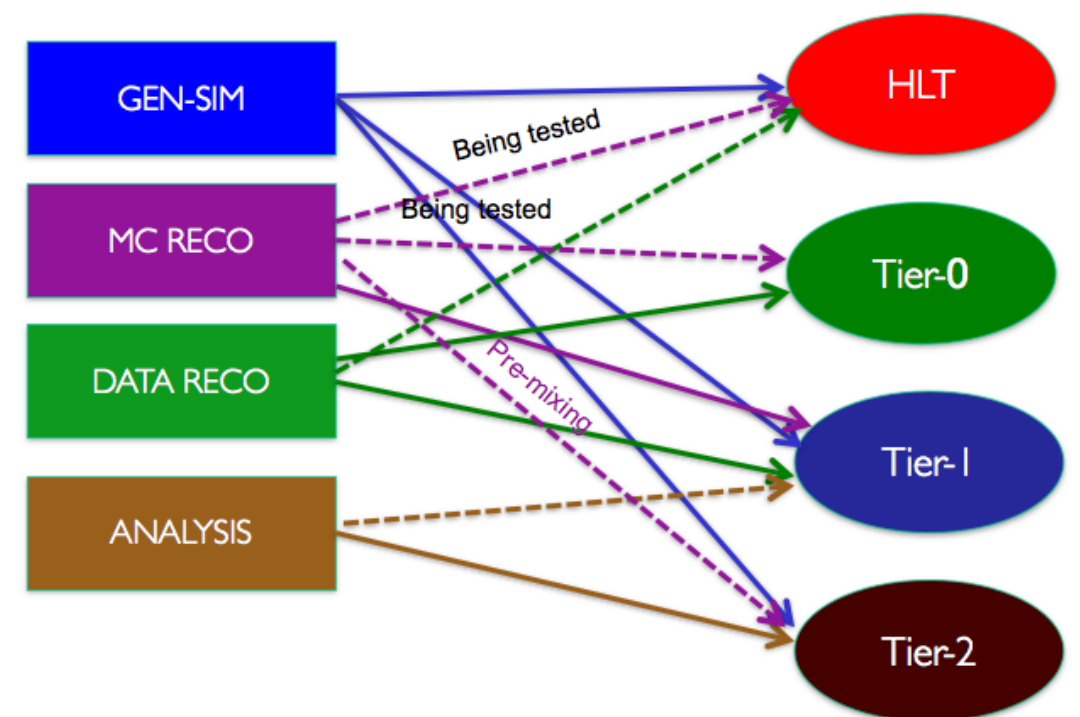 GEN-SIM
HLT
Being tested
MC RECO
Being tested
Tier-0
DATA RECO
Pre-mixing
Tier-1
ANALYSIS
Tier-2